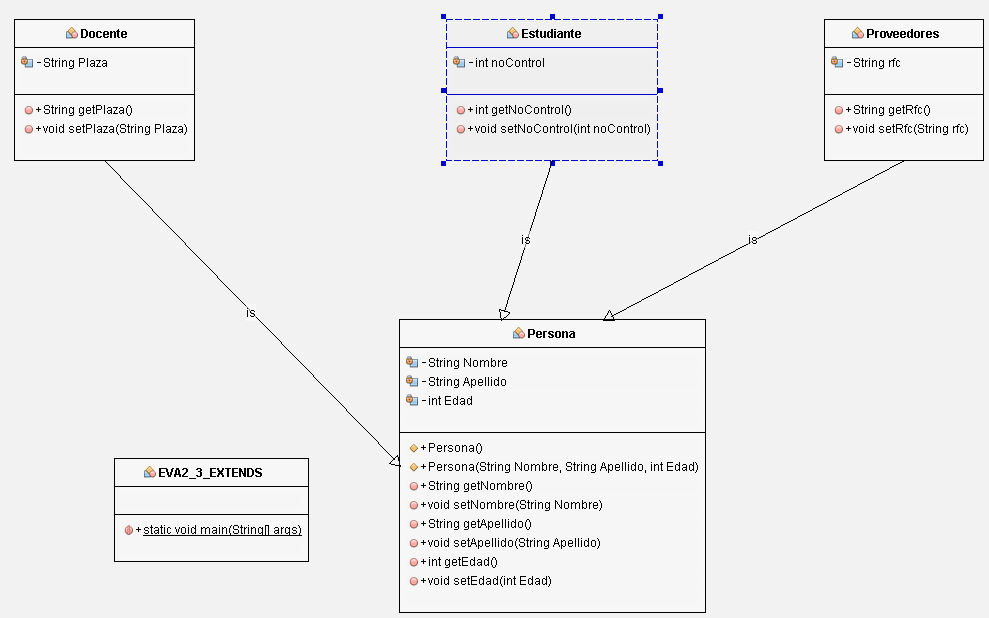 Docente
- String Plaza
+ String getPlaza()
+ void setPlaza(String Plaza)
Estudiante
- int noControl
+ int getNoControl()
+ void setNoControl(int noControl)
Proveedores
- String rfc
+ String getRfc()
+ void setRfc(String rfc)
is
is
is
Persona
- String Nombre
- String Apellido
- int Edad
+ Persona()
+ Persona(String Nombre, String Apellido, int Edad)
+ String getNombre()
+ void setNombre(String Nombre)
+ String getApellido()
+ void setApellido(String Apellido)
+ int getEdad()
+ void setEdad(int Edad)
EVA2_3_EXTENDS
+ static void main(String[] args)